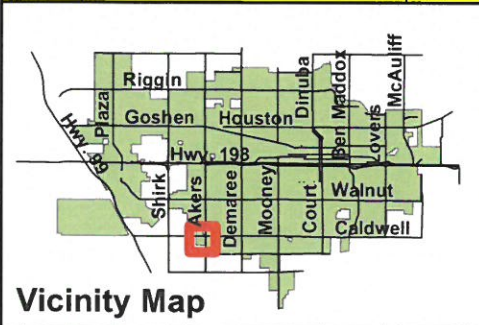 Riggin
Goshen
Houston
Hwy 198
Walnut
Caldwell
Hwy 99
Plaza
Shirk
Akers
Demaree
Mooney
Court
Dinuba
Ben Maddox
Lovers
McAuliff
Vicinity Map